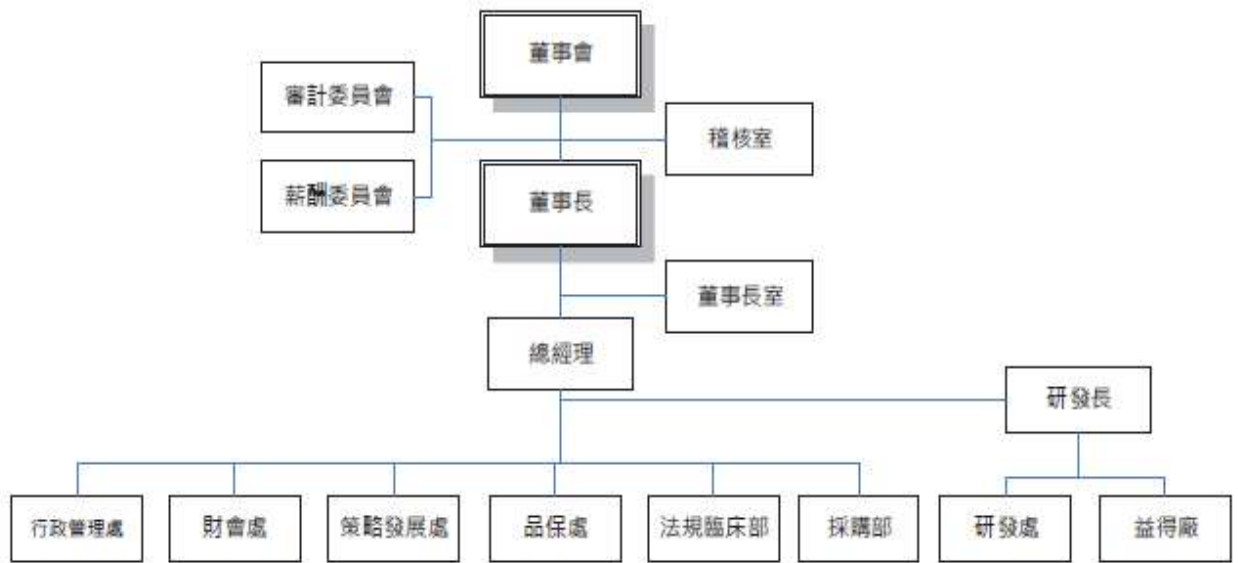 董事會
審計委員會
稽核室
薪酬委員會
董事長
董事長室
總經理
研發長
行政管理處
財會處
策略發展處
品保處
法規臨床部
採購部
研發處
益得廠